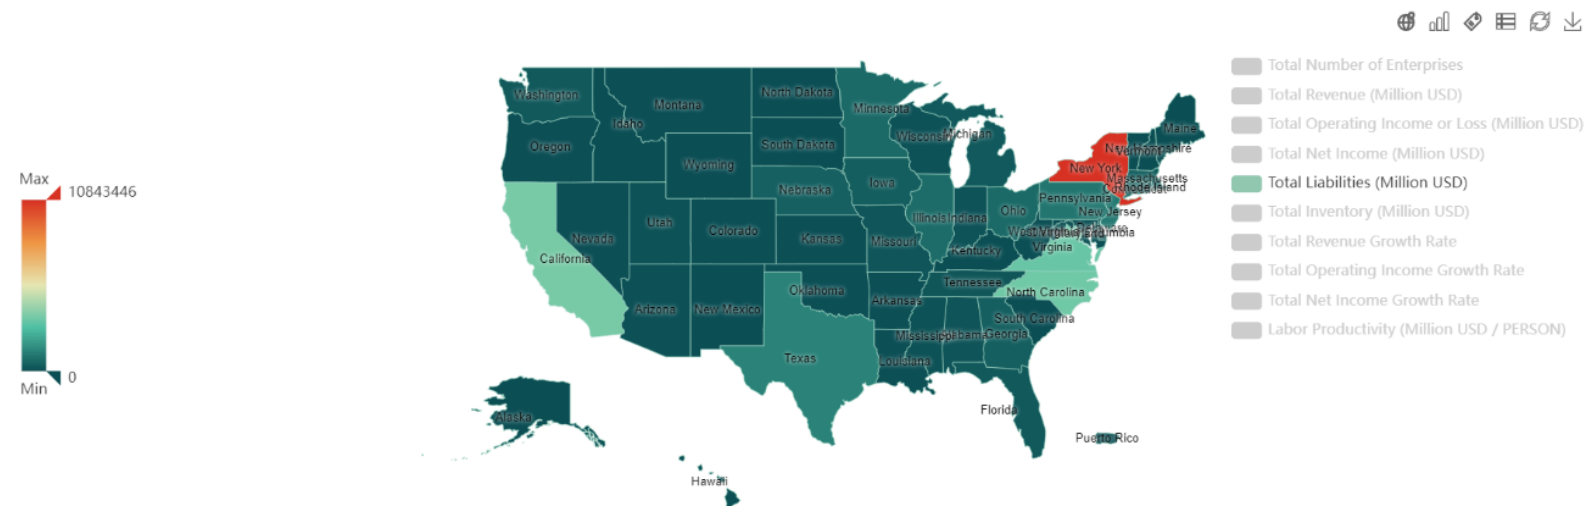 Total Number of Enterprises
Total Revenue (Million USD)
Total Operating Income or Loss (Million USD)
Total Net Income (Million USD)
Total Liabilities (Million USD)
Total Inventory (Million USD)
Total Revenue Growth Rate
Total Operating Income Growth Rate
Total Net Income Growth Rate
Labor Productivity (Million USD / PERSON)
Max
10843446
0
Min
Washington
Montana
North Dakota
Minnesota
Idaho
Oregon
South Dakota
Wisconsin
Michigan
Maine
Vermont
Wyoming
New York
Massachusetts
Rhode Island
Nebraska
Iowa
Pennsylvania
New Jersey
Ohio
Illinois
Indiana
Utah
Colorado
Nevada
Kansas
Missouri
Virginia
Kentucky
California
Tennessee
North Carolina
Oklahoma
Arkansas
Arizona
New Mexico
South Carolina
Mississippi
Georgia
Texas
Louisiana
Florida
Alaska
Puerto Rico
Hawaii